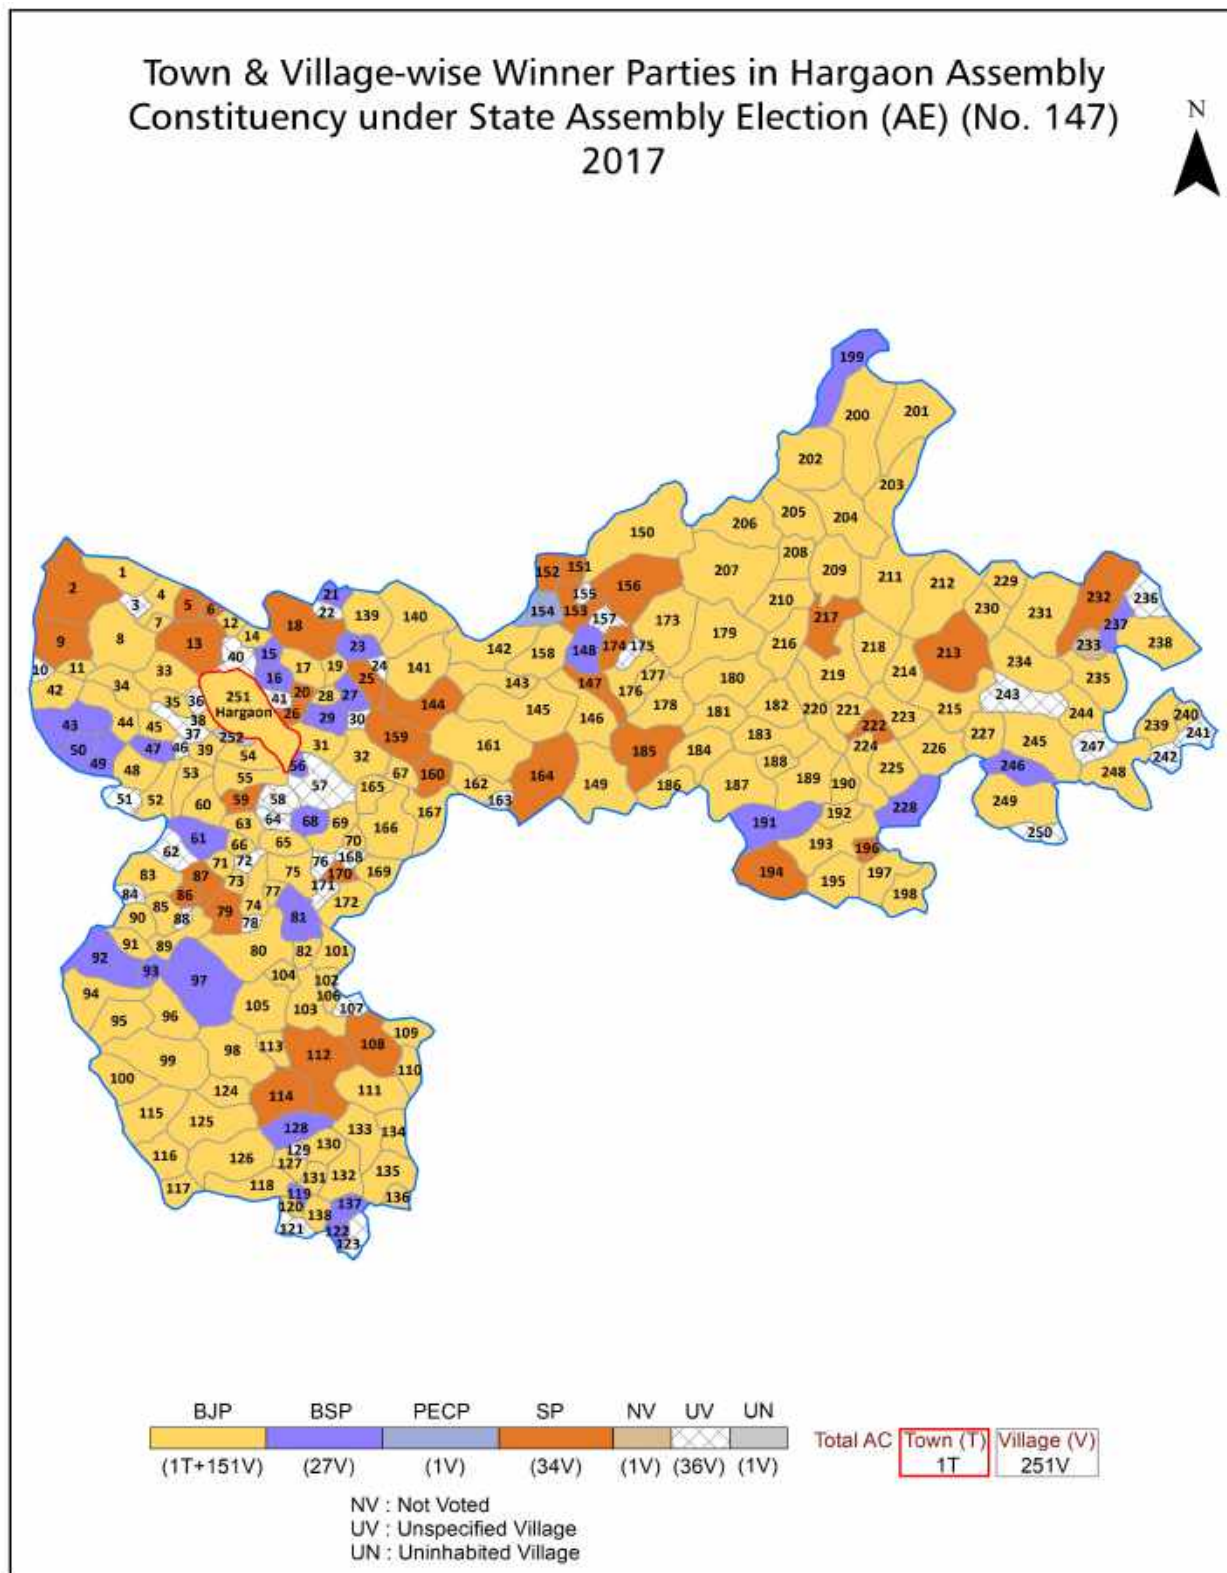 Town & Village-wise Winner Parties in Hargaon Assembly
Constituency under State Assembly Election (AE) (No. 147)
2017
N
199
200 201
202
203
205 204
206
150
208
207 209 211 212 229
210 230 231 232 236
237
152 151
156
155
154 153 157
173 179 216 217 218 213 233 238
142 158 148 174 175 234
1
2 3 4
5 6
7 12
8 13 14
9
21
22 139 140
18
23
15
40
10 11 33 16 17 19 24 141
25
42 34 35 36 251 41 20 28 27 144
Hargaon
43 44 45 38 26 29 30
37 252
50 47 46 39 54 31 159
49 48 53 56 32
51 52 55 57 165 67 160
60 59 58
63 64 68 69 166 167
61 66 65 70
62 71 72 76 168
83 87 73 75 170 169
84 86 77 171 172
85 79 74
90 88 78 81
91 89 80 82 101
92 93 97
94 104 102
106
95 96 105 103 107
109
99 98 113 112 108
100 110
124 114 111
115 125
128 133 134
116 126 129 130
127
117 118 131 132 135
119
120 137 136
138
121 122
123
143 147 177 180 219 214 235
145 176 178 182 243
146 181 220 221 223 215 244 239 240
183 222 241
161 185 184 224 226 227 245 247 242
188 225
162 164 149 186 187 189 190 246 248
163 228 249
191 192
193 250
196
194 195 197
198
BJP BSP PECP SP NV UV UN
(1T+151V) (27V) (1V) (34V) (1V) (36V) (1V)
Total AC Town (T) Village (V)
1T 251V
NV : Not Voted
UV : Unspecified Village
UN : Uninhabited Village